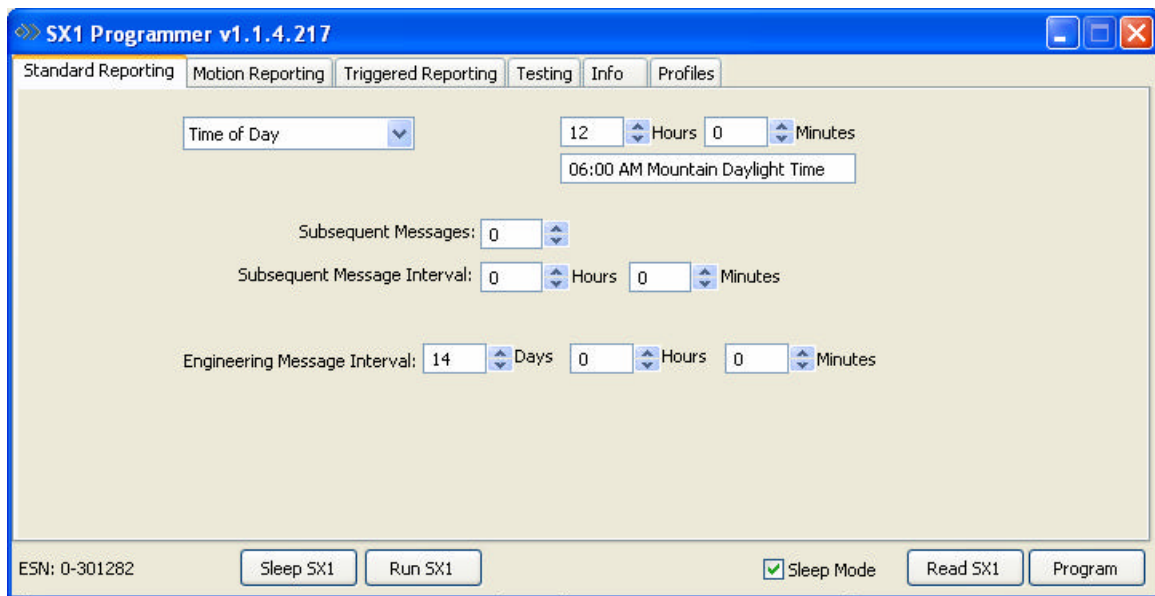 SX1 Programmer v1.1.4.217
Standard Reporting Motion Reporting Triggered Reporting Testing Info Profiles
Time of Day 12 Hours 0 Minutes
06:00 AM Mountain Daylight Time
Subsequent Messages: 0
Subsequent Message Interval: 0 Hours 0 Minutes
Engineering Message Interval: 14 Days 0 Hours 0 Minutes
ESN: 0-301282 Sleep SX1 Run SX1 Sleep Mode Read SX1 Program